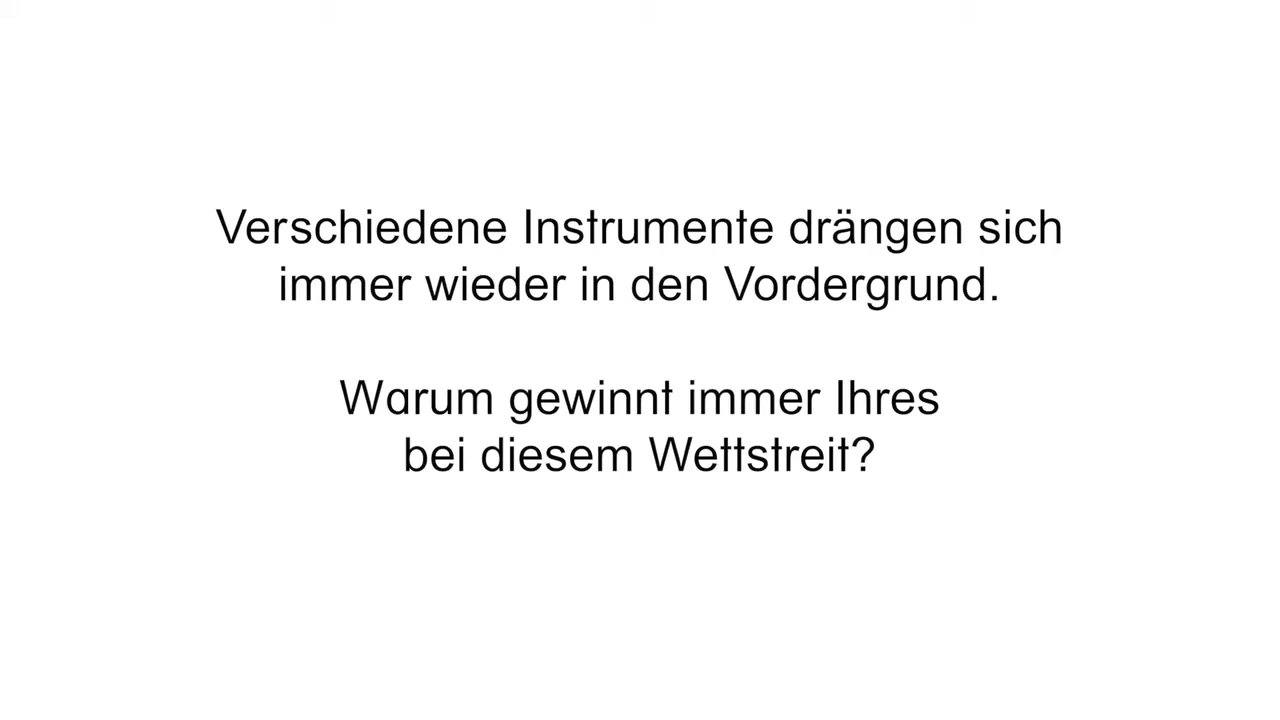 Verschiedene Instrumente drängen sich
immer wieder in den Vordergrund.
Warum gewinnt immer Ihres
bei diesem Wettstreit?